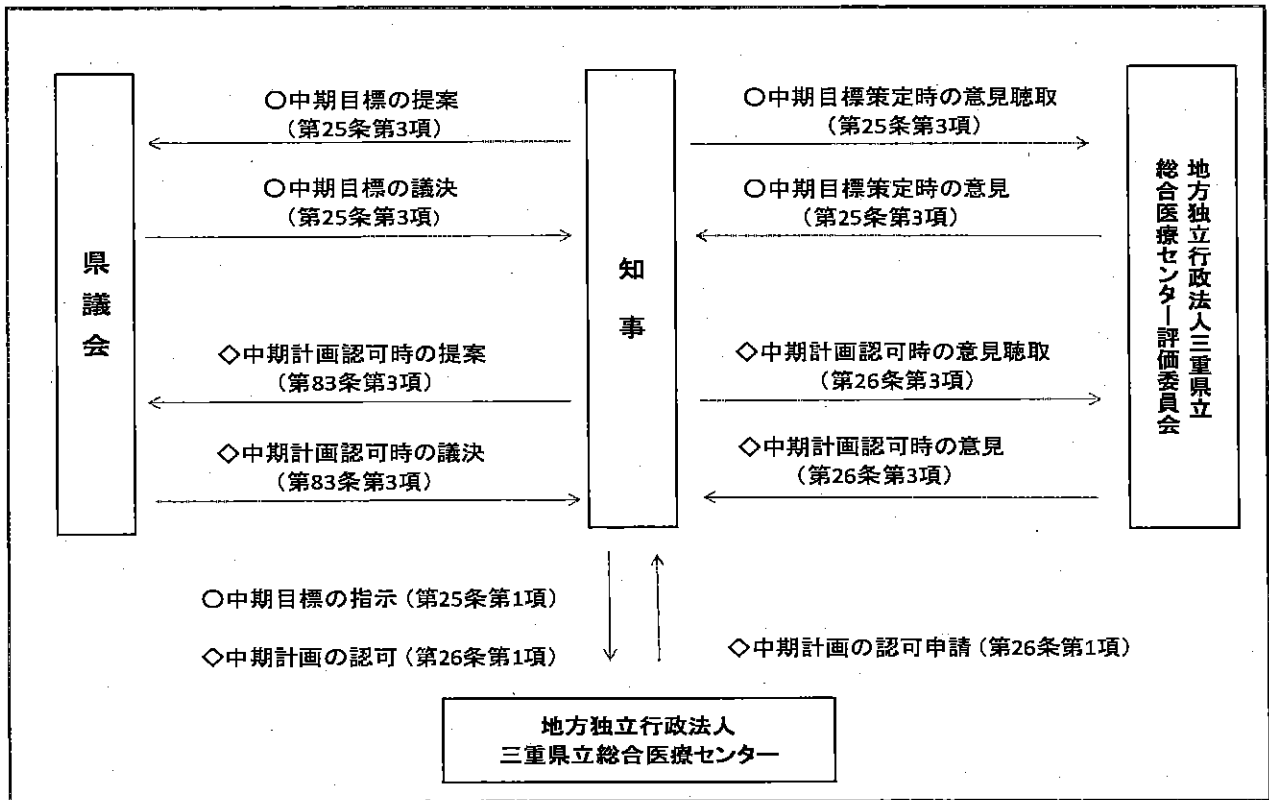 ○中期目標の提案
(第25条第3項)
○中期目標策定時の意見聴取
(第25条第3項)
○中期目標の議決
(第25条第3項)
○中期目標策定時の意見
(第25条第3項)
県議会
知事
地方独立行政法人三重県立
総合医療センター評価委員会
◇中期計画認可時の提案
(第83条第3項)
◇中期計画認可時の意見聴取
(第26条第3項)
◇中期計画認可時の議決
(第83条第3項)
◇中期計画認可時の意見
(第26条第3項)
○中期目標の指示(第25条第1項)
◇中期計画の認可(第26条第1項)
◇中期計画の認可申請(第26条第1項)
地方独立行政法人
三重県立総合医療センター